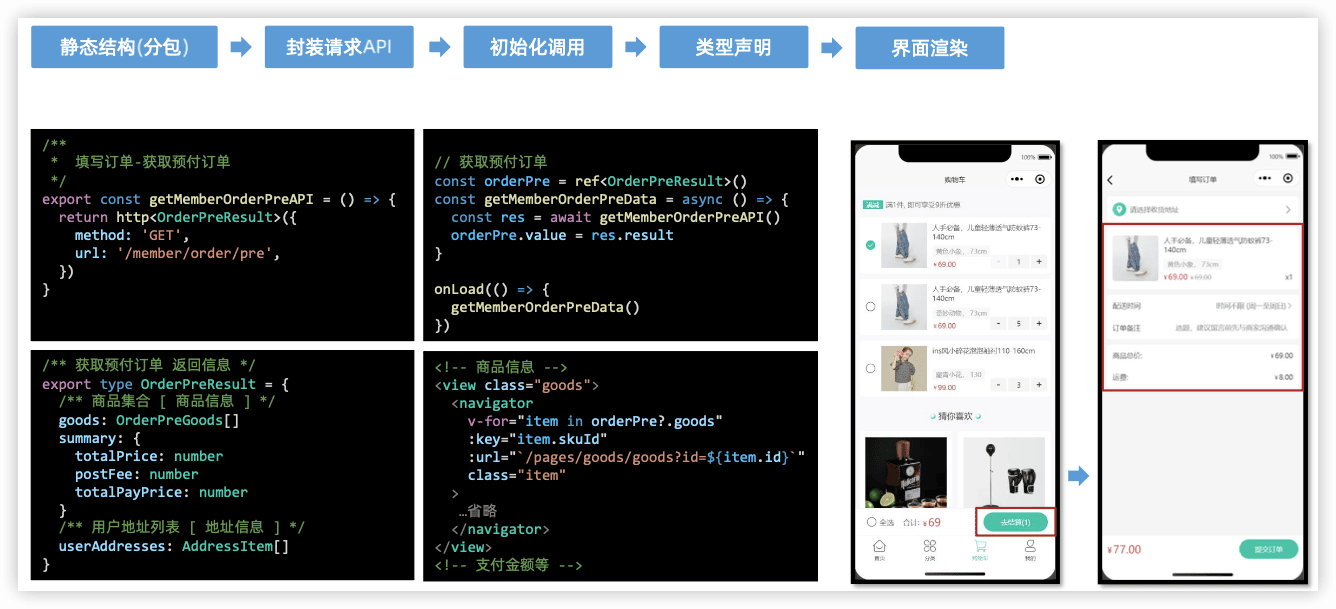 静态结构(分包)
封装请求API
初始化调用
类型声明
界面渲染
/**
 *  填写订单-获取预付订单
 */
export const getMemberOrderPreAPI = () => {
  return http<OrderPreResult>({
    method: 'GET',
    url: '/member/order/pre',
  })
}
// 获取预付订单
const orderPre = ref<OrderPreResult>()
const getMemberOrderPreData = async () => {
  const res = await getMemberOrderPreAPI()
  orderPre.value = res.result
}
onLoad(() => {
  getMemberOrderPreData()
})
/** 获取预付订单 返回信息 */
export type OrderPreResult = {
  /** 商品集合 [ 商品信息 ] */
  goods: OrderPreGoods[]
  summary: {
    totalPrice: number
    postFee: number
    totalPayPrice: number
  }
  /** 用户地址列表 [ 地址信息 ] */
  userAddresses: AddressItem[]
}
<!-- 商品信息 -->
<view class="goods">
  <navigator
    v-for="item in orderPre?.goods"
    :key="item.skuId"
    :url="`/pages/goods/goods?id=${item.id}`"
    class="item"
  >
   …省略
  </navigator>
</view>
<!-- 支付金额等 -->
100%
购物车
满减 满1件, 即可享受9折优惠
人手必备，儿童轻薄透气防蚊裤73-
140cm
黄色小象， 73cm
¥69.00
- 1 +
人手必备，儿童轻薄透气防蚊裤73-
140cm
73cm
¥69.00
- 5 +
ins风小碎花泡泡袖衬110-160cm
130
¥99.00
- 3 +
猜你喜欢
全选 合计: ¥69
去结算(1)
首页 分类 购物车 我的
100%
填写订单
请选择收货地址
人手必备，儿童轻薄透气防蚊裤73-
140cm
黄色小象， 73cm
¥69.00 ¥69.00
x1
配送时间 时间不限 (周一至周日)
订单备注 选题，建议留言前先与商家沟通确认
商品总价: ¥69.00
运费: ¥8.00
¥77.00
提交订单